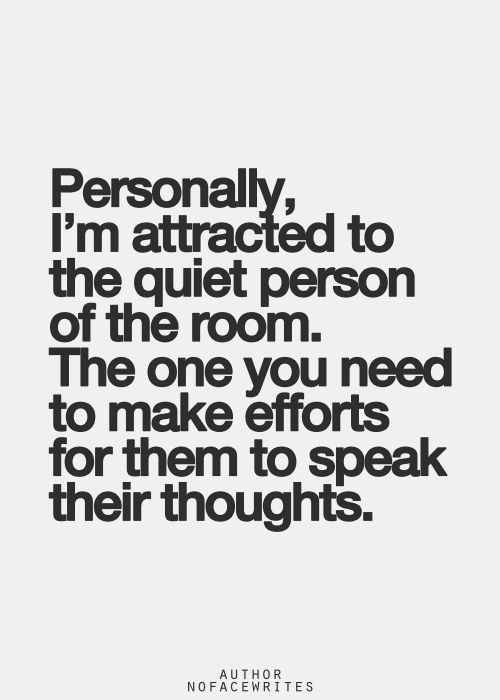 Personally,
I'm attracted to
the quiet person
of the room.
The one you need
to make efforts
for them to speak
their thoughts.
AUTHOR
NOFACEWRITES